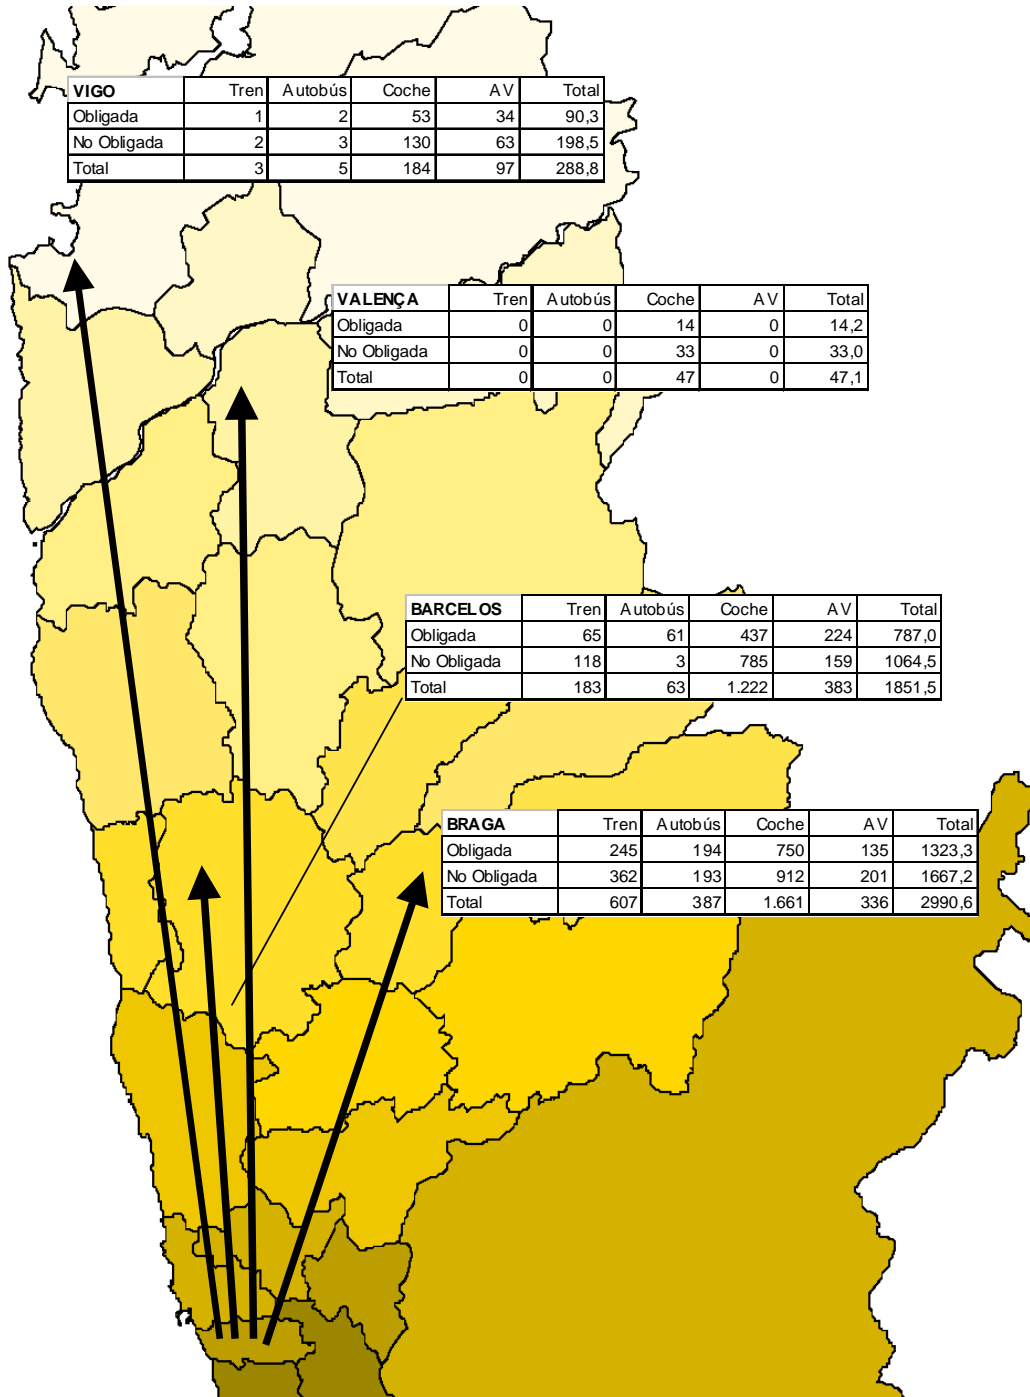 VIGO Tren Autobús Coche AV Total
Obligada 1 2 53 34 90,3
No Obligada 2 3 130 63 198,5
Total 3 5 184 97 288,8
VALENÇA Tren Autobús Coche AV Total
Obligada 0 0 14 0 14,2
No Obligada 0 0 33 0 33,0
Total 0 0 47 0 47,1
BARCELOS Tren Autobús Coche AV Total
Obligada 65 61 437 224 787,0
No Obligada 118 3 785 159 1064,5
Total 183 63 1.222 383 1851,5
BRAGA Tren Autobús Coche AV Total
Obligada 245 194 750 135 1323,3
No Obligada 362 193 912 201 1667,2
Total 607 387 1.661 336 2990,6